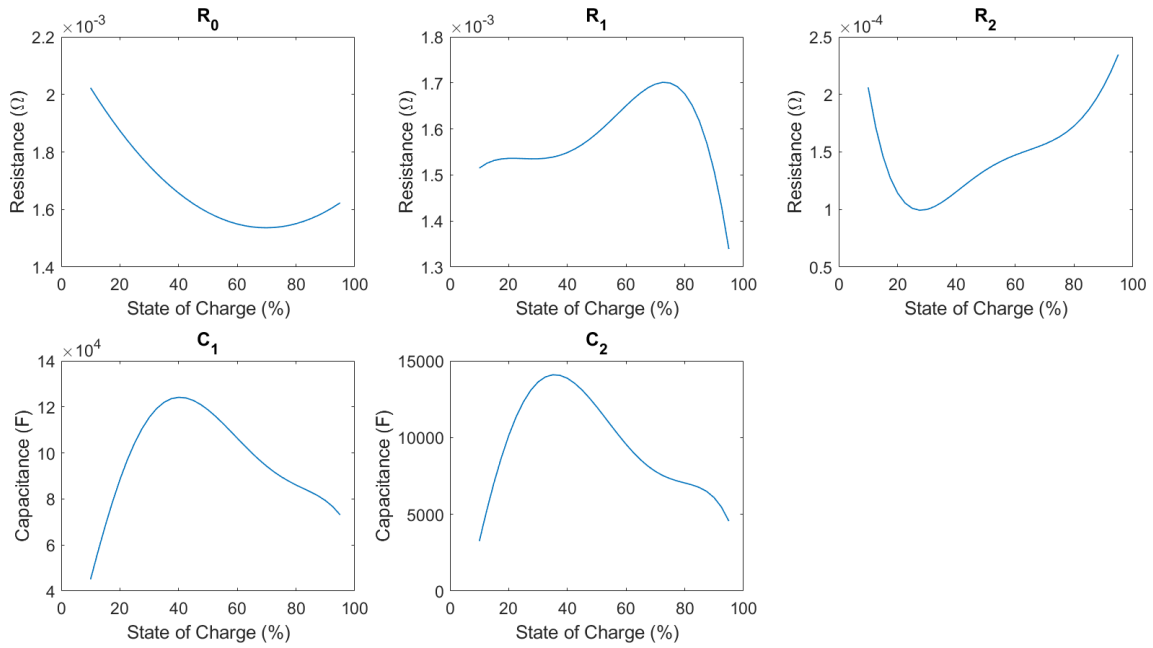 R0
×10-3
2.2
2
1.8
1.6
1.4
Resistance (Ω)
0 20 40 60 80 100
State of Charge (%)
R1
×10-3
1.8
1.7
1.6
1.5
1.4
1.3
Resistance (Ω)
0 20 40 60 80 100
State of Charge (%)
R2
×10-4
2.5
2
1.5
1
0.5
Resistance (Ω)
0 20 40 60 80 100
State of Charge (%)
C1
×104
14
12
10
8
6
4
Capacitance (F)
0 20 40 60 80 100
State of Charge (%)
C2
15000
10000
5000
0
Capacitance (F)
0 20 40 60 80 100
State of Charge (%)